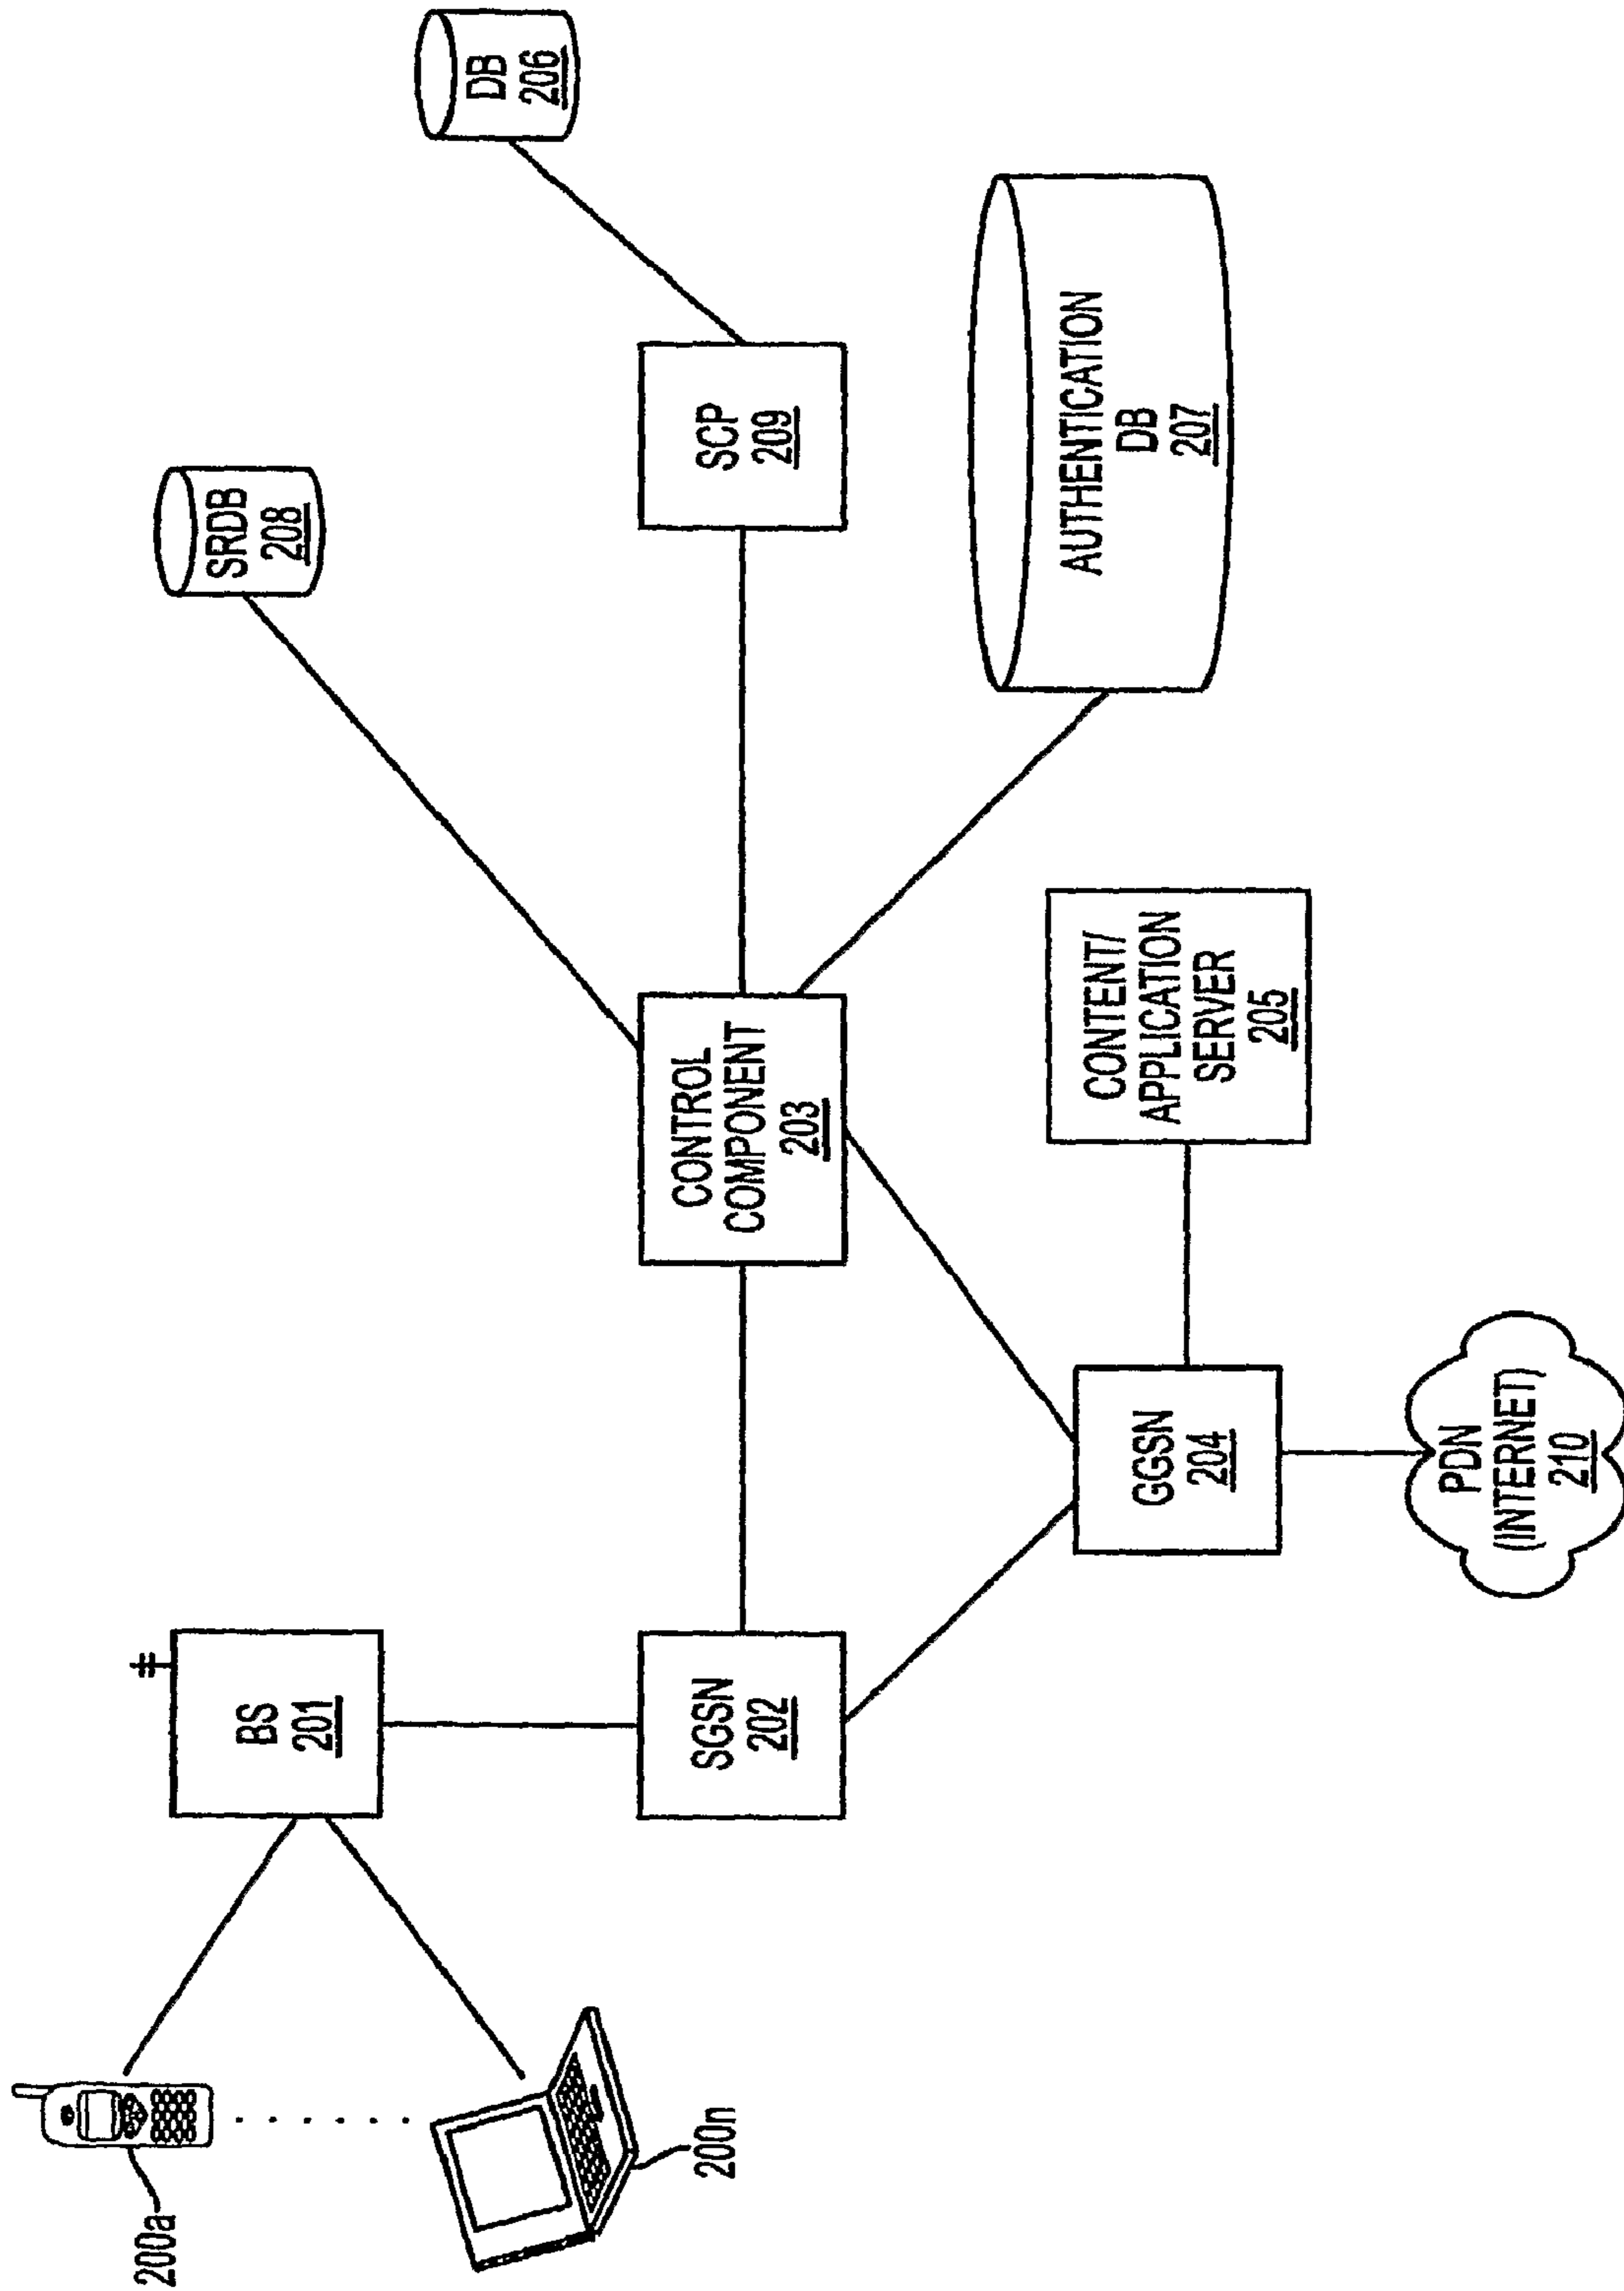 200a
200n
BS
201
SGSN
202
SRDB
208
CONTROL
COMPONENT
203
SCP
209
DB
206
GGSN
204
CONTENT/
APPLICATION
SERVER
205
AUTHENTICATION
DB
207
PDN
(INTERNET)
210